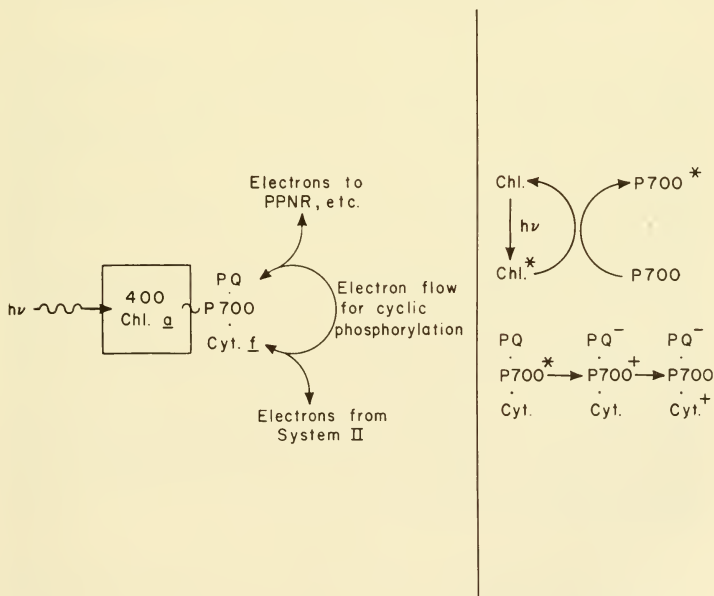 Electrons to
PPNR, etc.
hν
400
Chl. a
PQ
.
P700
.
Cyt. f
Electron flow
for cyclic
phosphorylation
Electrons from
System II
Chl.
P700*
hν
Chl.*
P700
PQ PQ⁻ PQ⁻
. . .
P700* P700⁺ P700
. . .
Cyt. Cyt. Cyt.⁺